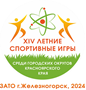 XIV ЛЕТНИЕ
СПОРТИВНЫЕ ИГРЫ
СРЕДИ ГОРОДСКИХ ОКРУГОВ
КРАСНОЯРСКОГО
КРАЯ
ЗАТО г.Железногорск, 2024